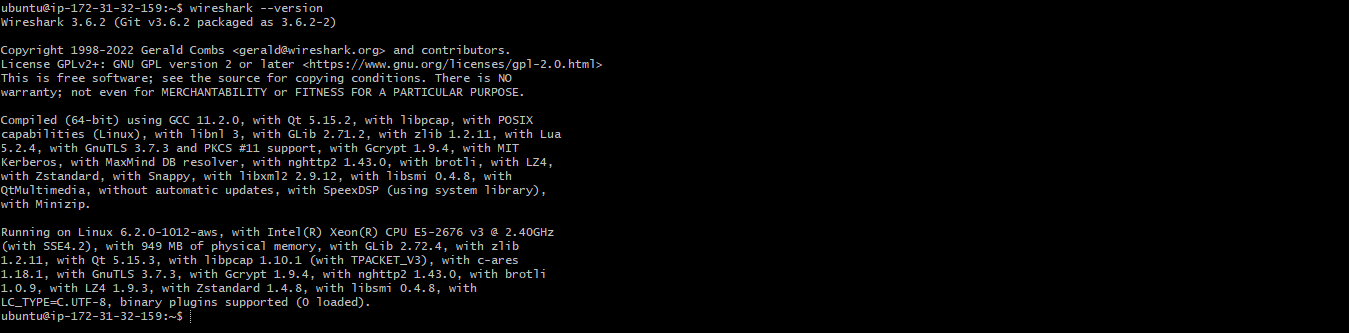 ubuntu@ip-172-31-32-159:~$ wireshark --version
Wireshark 3.6.2 (Git v3.6.2 packaged as 3.6.2-2)
Copyright 1998-2022 Gerald Combs <gerald@wireshark.org> and contributors.
License GPLv2+: GNU GPL version 2 or later <https://www.gnu.org/licenses/gpl-2.0.html>
This is free software; see the source for copying conditions. There is NO
warranty; not even for MERCHANTABILITY or FITNESS FOR A PARTICULAR PURPOSE.
Compiled (64-bit) using GCC 11.2.0, with Qt 5.15.2, with libpcap, with POSIX
capabilities (Linux), with libnl 3, with GLib 2.71.2, with zlib 1.2.11, with Lua
5.2.4, with GnuTLS 3.7.3 and PKCS #11 support, with Gcrypt 1.9.4, with MIT
Kerberos, with MaxMind DB resolver, with nghttp2 1.43.0, with brotli, with LZ4,
with Zstandard, with Snappy, with libxml2 2.9.12, with libsmi 0.4.8, with
QtMultimedia, without automatic updates, with SpeexDSP (using system library),
with Minizip.
Running on Linux 6.2.0-1012-aws, with Intel(R) Xeon(R) CPU E5-2676 v3 @ 2.40GHz
(with SSE4.2), with 949 MB of physical memory, with GLib 2.72.4, with zlib
1.2.11, with Qt 5.15.3, with libpcap 1.10.1 (with TPACKET_V3), with c-ares
1.18.1, with GnuTLS 3.7.3, with Gcrypt 1.9.4, with nghttp2 1.43.0, with brotli
1.0.9, with LZ4 1.9.3, with Zstandard 1.4.8, with libsmi 0.4.8, with
LC_TYPE=C.UTF-8, binary plugins supported (0 loaded).
ubuntu@ip-172-31-32-159:~$